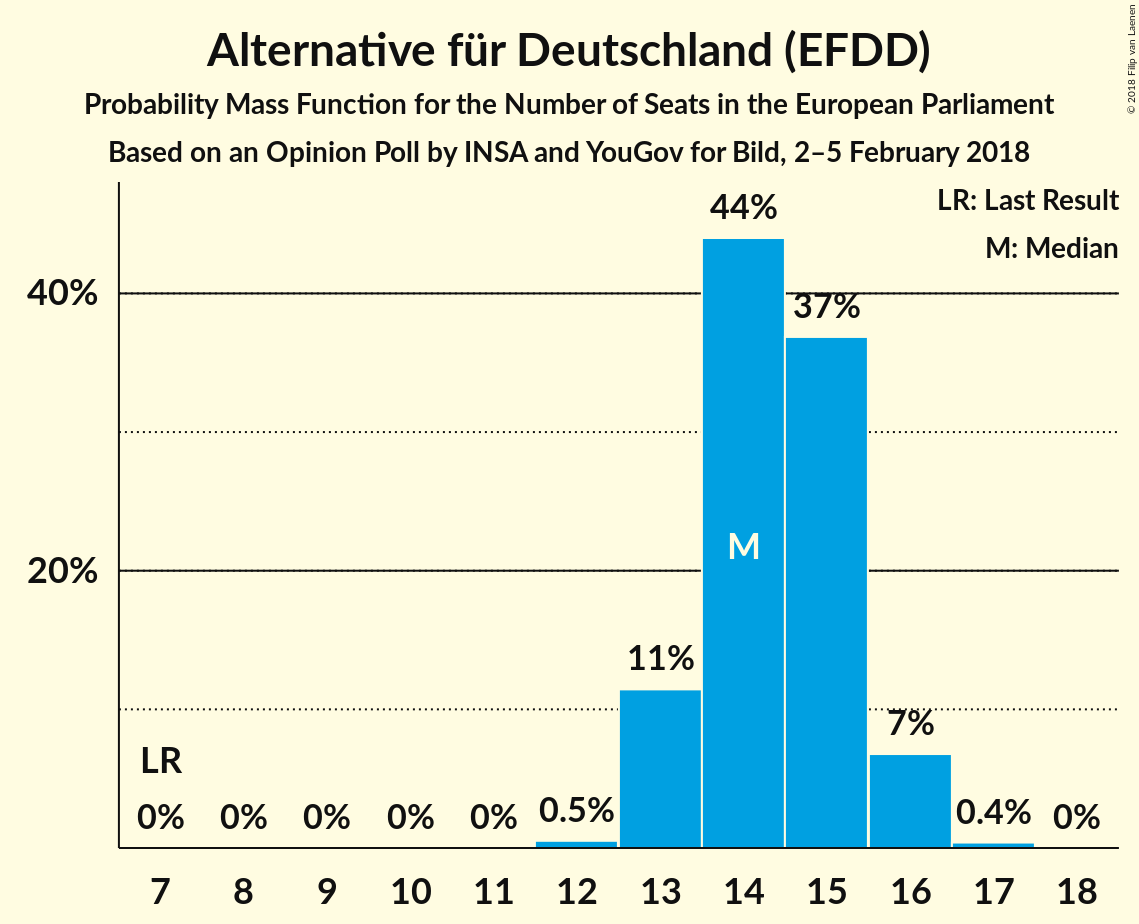 Alternative für Deutschland (EFDD)
Probability Mass Function for the Number of Seats in the European Parliament
Based on an Opinion Poll by INSA and YouGov for Bild, 2–5 February 2018
© 2018 Filip van Laenen
LR: Last Result
M: Median
44%
40%
37%
M
20%
11%
7%
LR
0% 0% 0% 0% 0% 0.5% 0.4% 0%
7 8 9 10 11 12 13 14 15 16 17 18